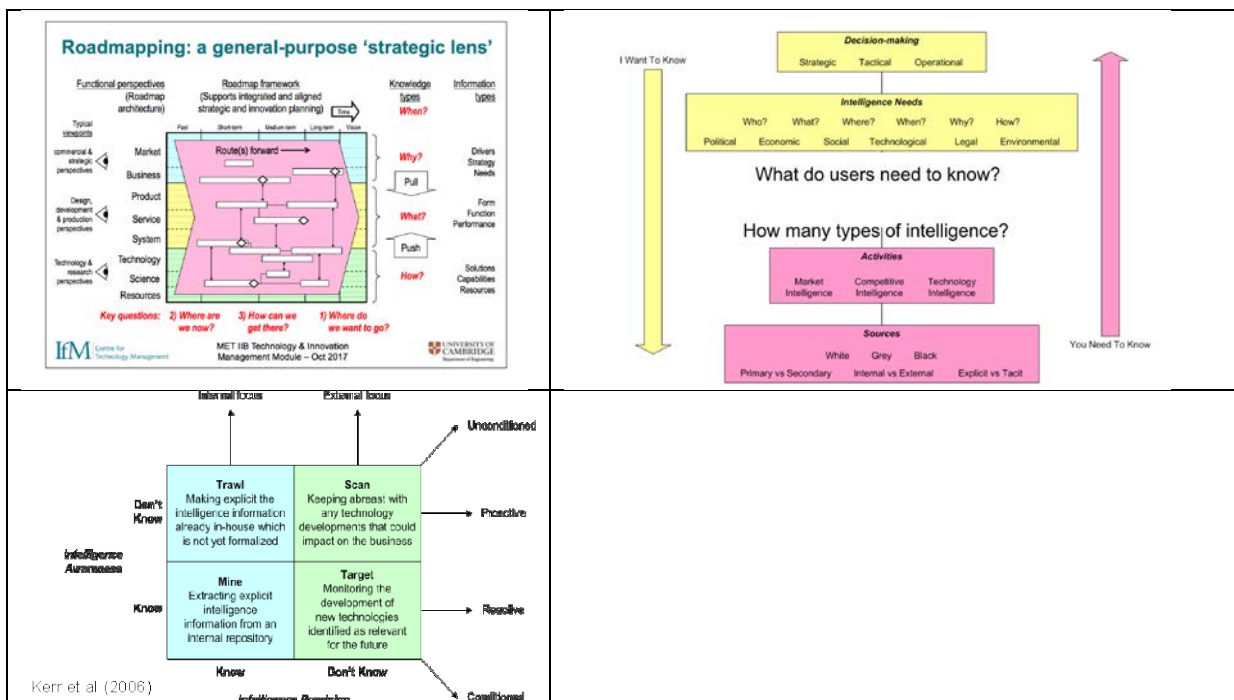 Roadmapping: a general-purpose 'strategic lens'
Functional perspectives
(Roadmap
architecture)
Roadmap framework
(Supports integrated and aligned
strategic and innovation planning)
Time
Knowledge
types
When?
Information
types
Typical
viewpoints
Past
Short-term
Medium-term
Long-term
Vision
commercial &
strategic
perspectives
Market
Business
Route(s) forward
Why?
Drivers
Strategy
Needs
Pull
Design,
development
& production
perspectives
Product
Service
System
What?
Form
Function
Performance
Push
Technology &
research
perspectives
Technology
Science
Resources
How?
Solutions
Capabilities
Resources
Key questions:
2) Where are
we now?
3) How can we
get there?
1) Where do
we want to go?
IfM
Centre for
Technology Management
MET IIB Technology & Innovation
Management Module – Oct 2017
UNIVERSITY OF
CAMBRIDGE
Department of Engineering
I Want To Know
Decision-making
Strategic Tactical Operational
Intelligence Needs
Who? What? Where? When? Why? How?
Political Economic Social Technological Legal Environmental
What do users need to know?
How many types of intelligence?
Activities
Market
Intelligence
Competitive
Intelligence
Technology
Intelligence
Sources
White Grey Black
Primary vs Secondary Internal vs External Explicit vs Tacit
You Need To Know
Internal focus
External focus
Unconditioned
Don't
Know
Trawl
Making explicit the
intelligence information
already in-house which
is not yet formalized
Scan
Keeping abreast with
any technology
developments that could
impact on the business
Proactive
Intelligence
Awareness
Know
Mine
Extracting explicit
intelligence
information from an
internal repository
Target
Monitoring the
development of
new technologies
identified as relevant
for the future
Reactive
Know
Don't Know
Kerr et al (2006)
Intelligence
Conditioned